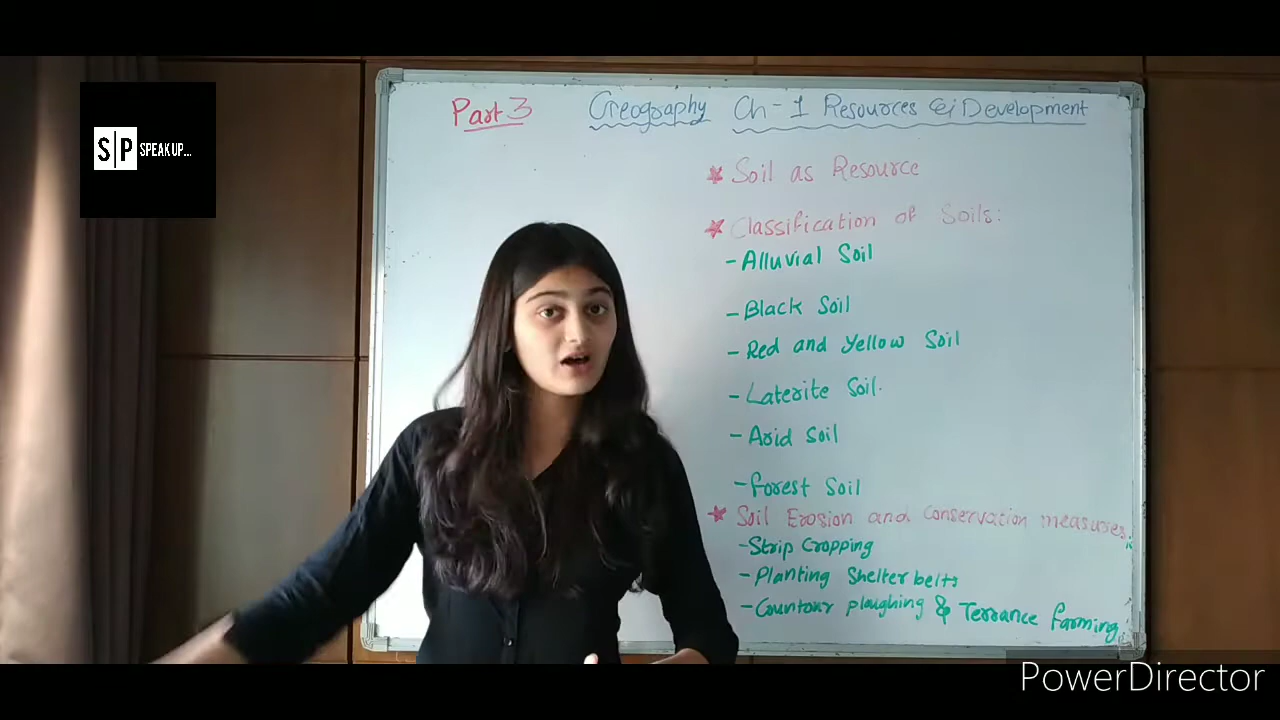 S|P SPEAK UP...
Part 3 Geography Ch-1 Resources & Development
* Soil as Resource
* Classification of Soils:
- Alluvial Soil
- Black Soil
- Red and Yellow Soil
- Laterite Soil.
- Arid Soil
- Forest Soil
* Soil Erosion and Conservation measures:
- Strip Cropping
- Planting Shelter belts
- Countour ploughing & Terrance farming
PowerDirector